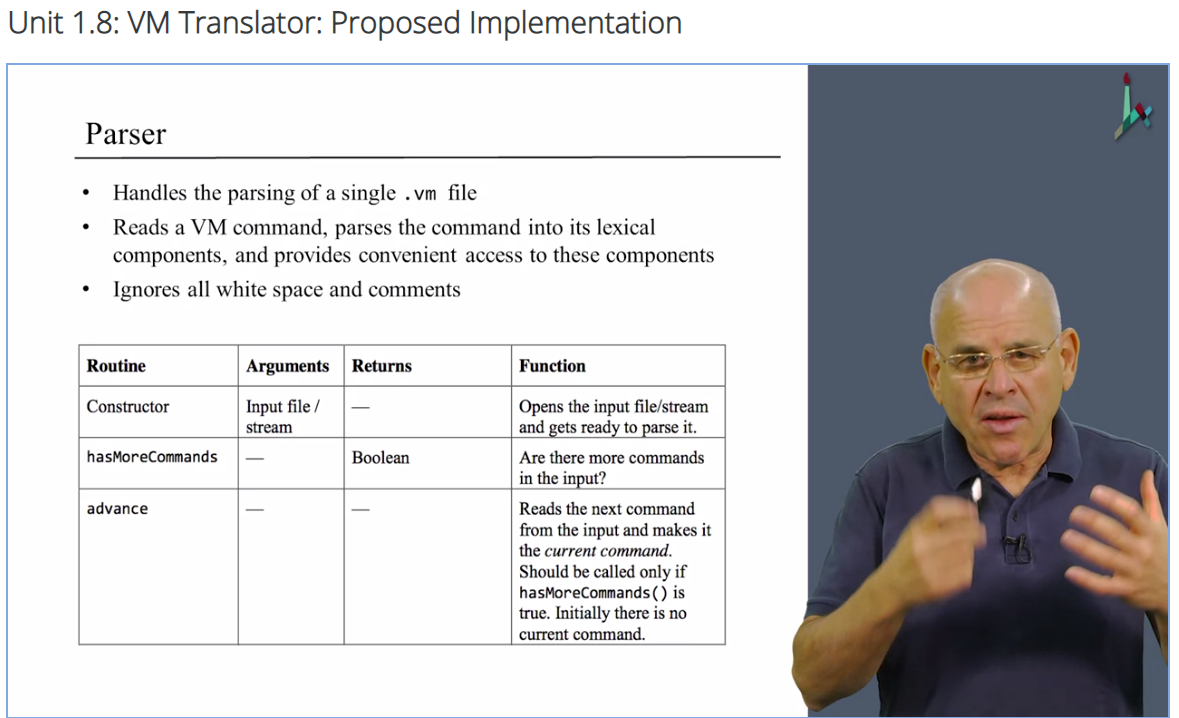 Unit 1.8: VM Translator: Proposed Implementation
Parser
• Handles the parsing of a single .vm file
• Reads a VM command, parses the command into its lexical
components, and provides convenient access to these components
• Ignores all white space and comments
Routine Arguments Returns Function
Constructor Input file / — Opens the input file/stream
stream and gets ready to parse it.
hasMoreCommands — Boolean Are there more commands
in the input?
advance — — Reads the next command
from the input and makes it
the current command.
Should be called only if
hasMoreCommands() is
true. Initially there is no
current command.